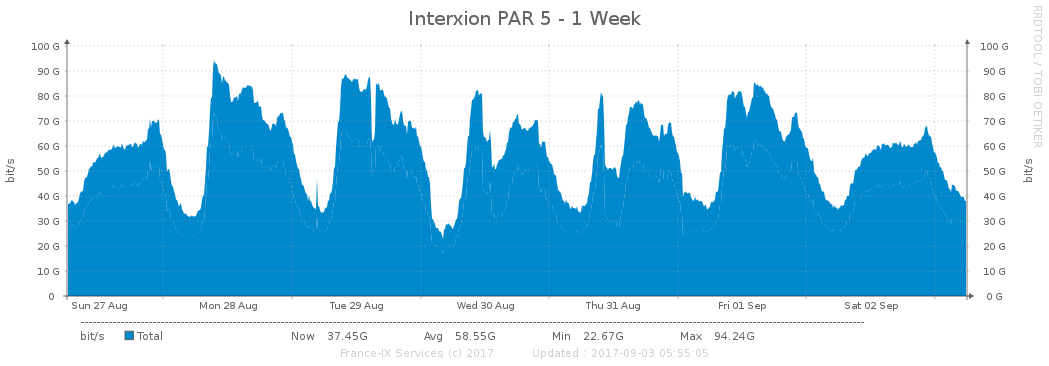 Interxion PAR 5 - 1 Week
RRDTOOL / TOBI OETIKER
bit/s
bit/s
100 G 100 G
90 G 90 G
80 G 80 G
70 G 70 G
60 G 60 G
50 G 50 G
40 G 40 G
30 G 30 G
20 G 20 G
10 G 10 G
0 0 G
Sun 27 Aug Mon 28 Aug Tue 29 Aug Wed 30 Aug Thu 31 Aug Fri 01 Sep Sat 02 Sep
bit/s Total Now 37.45G Avg 58.55G Min 22.67G Max 94.24G
France-IX Services (c) 2017 Updated : 2017-09-03 05:55:05